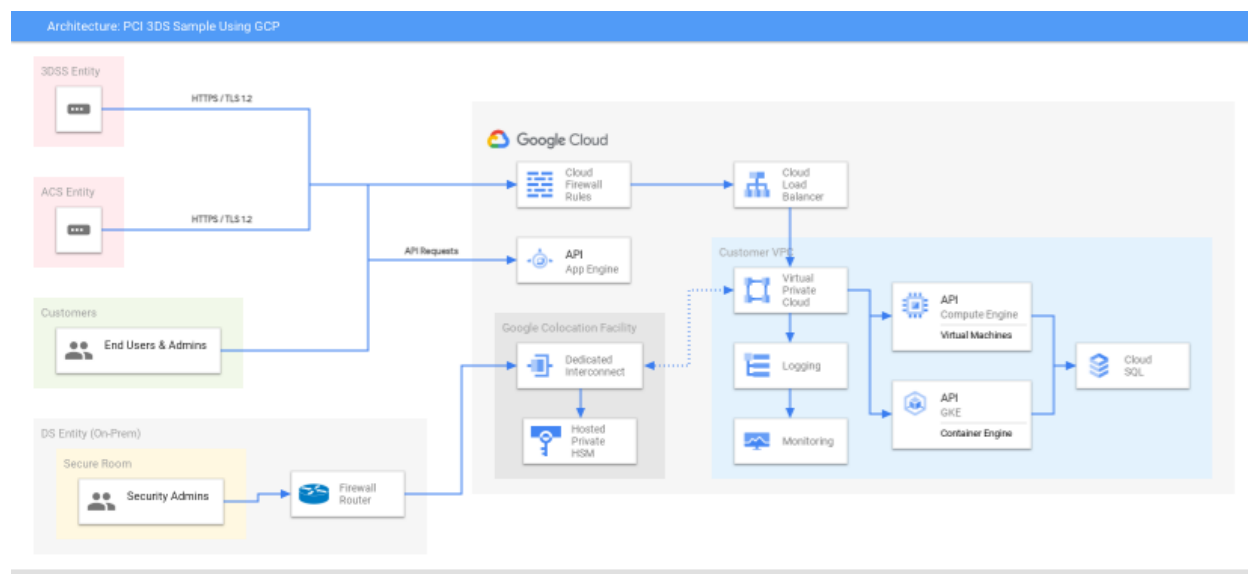 Architecture: PCI 3DS Sample Using GCP
3DSS Entity
HTTPS / TLS 1.2
ACS Entity
HTTPS / TLS 1.2
Customers
End Users & Admins
DS Entity (On-Prem)
Secure Room
Security Admins
Firewall
Router
API Requests
Google Cloud
Cloud
Firewall
Rules
Cloud
Load
Balancer
API
App Engine
Google Colocation Facility
Dedicated
Interconnect
Hosted
Private
HSM
Customer VPC
Virtual
Private
Cloud
Logging
Monitoring
API
Compute Engine
Virtual Machines
API
GKE
Container Engine
Cloud
SQL